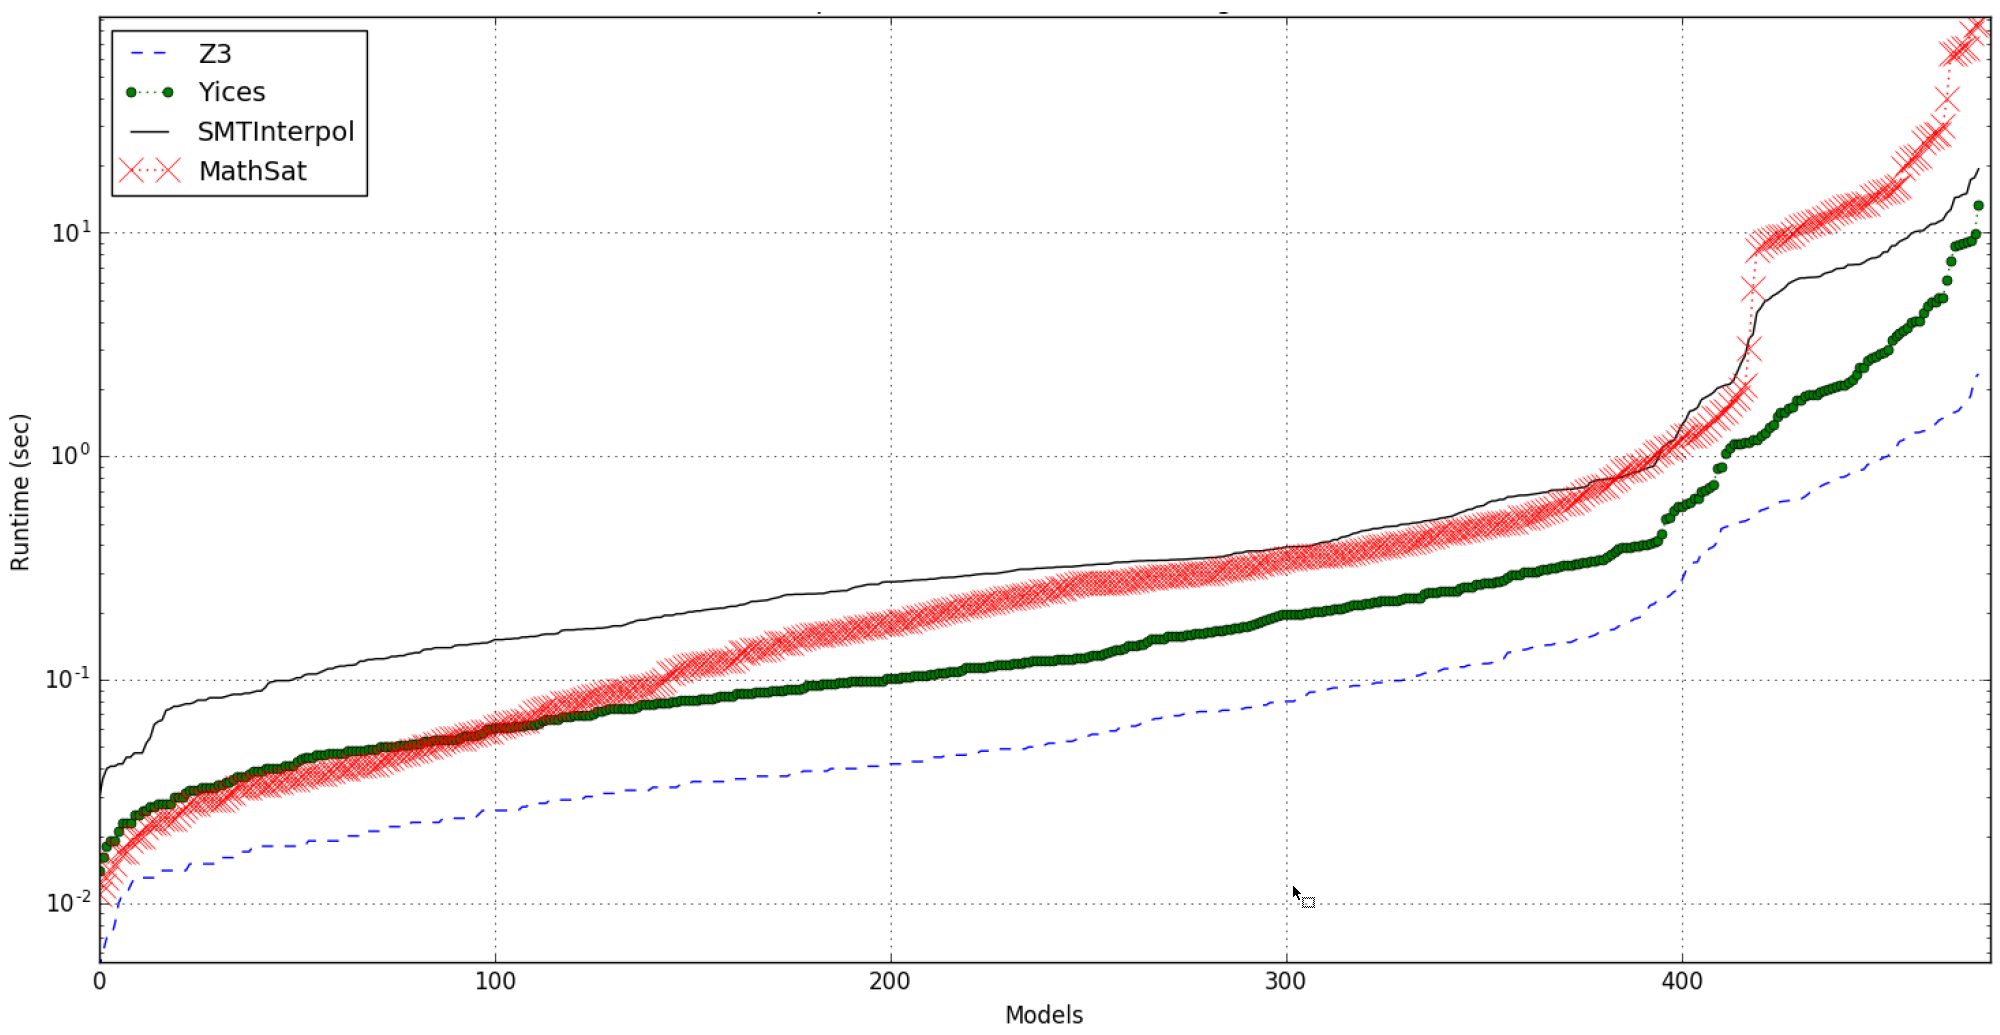 Z3
Yices
SMTInterpol
MathSat
Runtime (sec)
10^1
10^0
10^-1
10^-2
0 100 200 300 400
Models